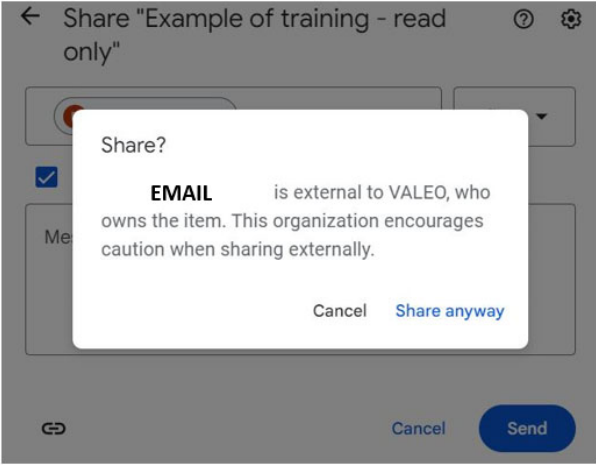 Share "Example of training - read
only"
Share?
EMAIL is external to VALEO, who
owns the item. This organization encourages
caution when sharing externally.
Me
Cancel Share anyway
Cancel Send